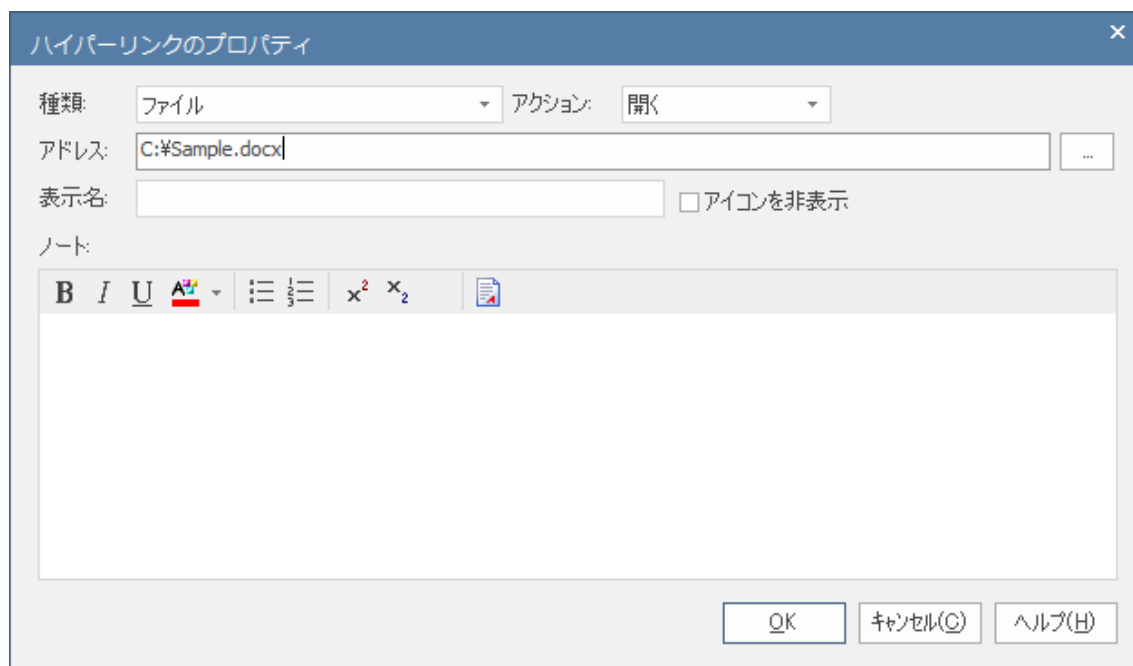 ハイパーリンクのプロパティ
種類: ファイル アクション: 開く
アドレス: C:¥Sample.docx ...
表示名: アイコンを非表示
ノート:
B I U A x² x₂
OK キャンセル(C) ヘルプ(H)